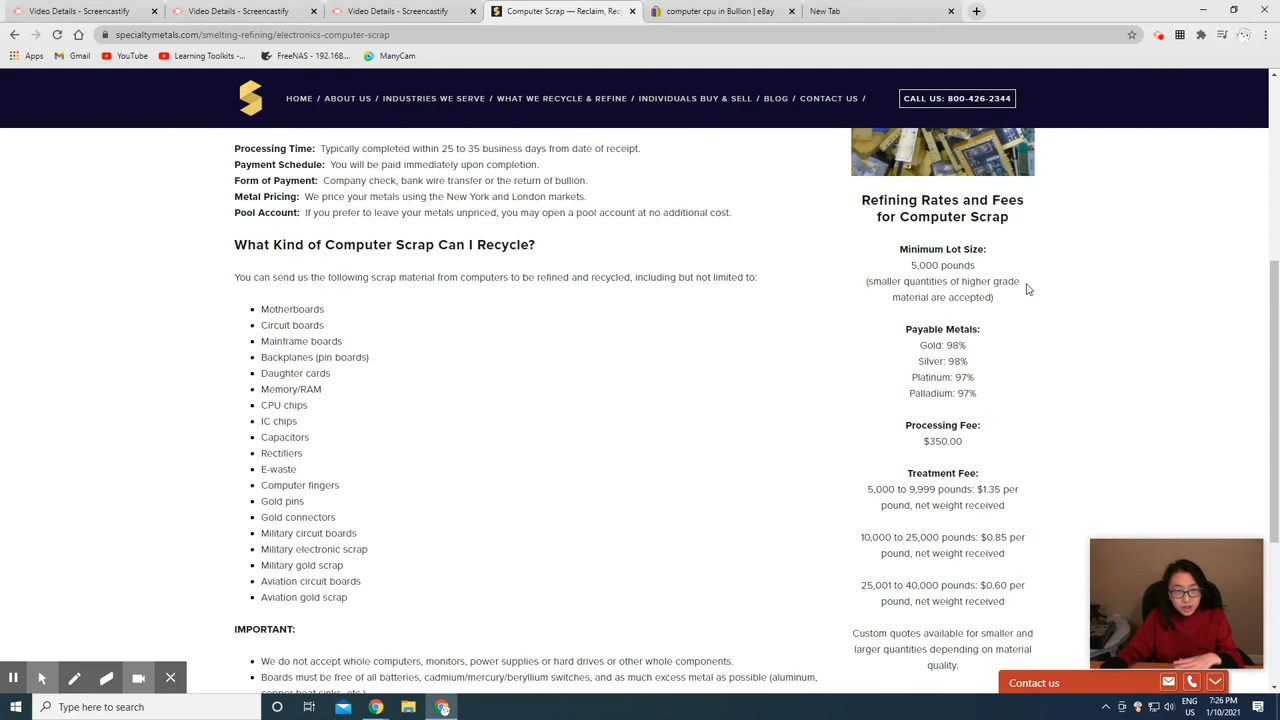 Video Details - Screencastify
Video Details - Screencastify
Video Details - Screencastify
Computer Scrap — Reclaim, Recy
computer cpu in Bullion | eBay
New Tab
specialtymetals.com/smelting-refining/electronics-computer-scrap
Apps
Gmail
YouTube
Learning Toolkits -...
FreeNAS - 192.168...
ManyCam
HOME / ABOUT US / INDUSTRIES WE SERVE / WHAT WE RECYCLE & REFINE / INDIVIDUALS BUY & SELL / BLOG / CONTACT US /
CALL US: 800-426-2344
Processing Time: Typically completed within 25 to 35 business days from date of receipt.
Payment Schedule: You will be paid immediately upon completion.
Form of Payment: Company check, bank wire transfer or the return of bullion.
Metal Pricing: We price your metals using the New York and London markets.
Pool Account: If you prefer to leave your metals unpriced, you may open a pool account at no additional cost.
What Kind of Computer Scrap Can I Recycle?
You can send us the following scrap material from computers to be refined and recycled, including but not limited to:
• Motherboards
• Circuit boards
• Mainframe boards
• Backplanes (pin boards)
• Daughter cards
• Memory/RAM
• CPU chips
• IC chips
• Capacitors
• Rectifiers
• E-waste
• Computer fingers
• Gold pins
• Gold connectors
• Military circuit boards
• Military electronic scrap
• Military gold scrap
• Aviation circuit boards
• Aviation gold scrap
IMPORTANT:
• We do not accept whole computers, monitors, power supplies or hard drives or other whole components.
• Boards must be free of all batteries, cadmium/mercury/beryllium switches, and as much excess metal as possible (aluminum,
copper heat sinks, etc.)
Refining Rates and Fees
for Computer Scrap
Minimum Lot Size:
5,000 pounds
(smaller quantities of higher grade
material are accepted)
Payable Metals:
Gold: 98%
Silver: 98%
Platinum: 97%
Palladium: 97%
Processing Fee:
$350.00
Treatment Fee:
5,000 to 9,999 pounds: $1.35 per
pound, net weight received
10,000 to 25,000 pounds: $0.85 per
pound, net weight received
25,001 to 40,000 pounds: $0.60 per
pound, net weight received
Custom quotes available for smaller and
larger quantities depending on material
quality.
Contact us
Type here to search
ENG
US
7:26 PM
1/10/2021